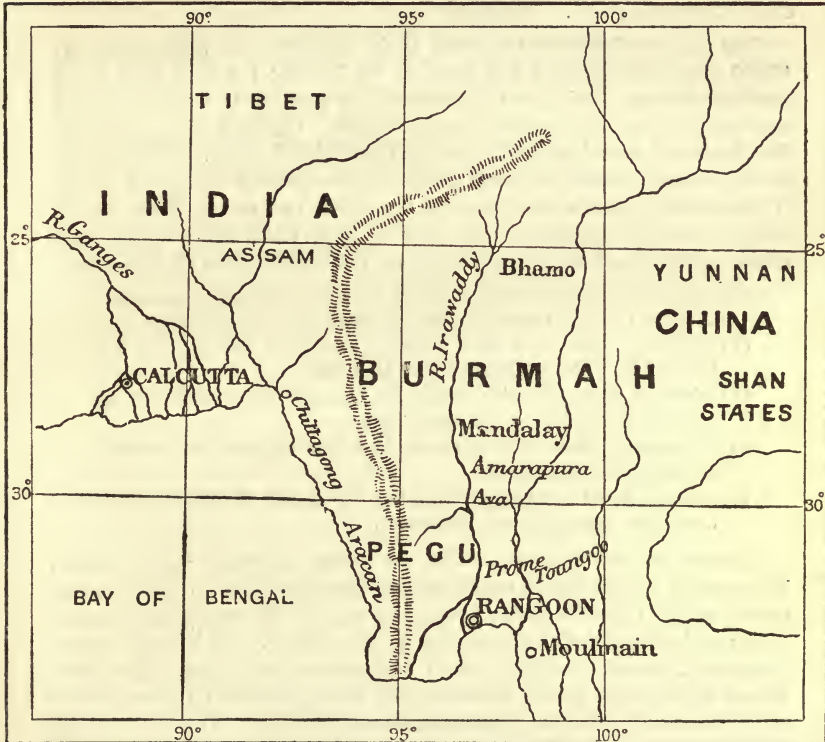 90° 95° 100°
TIBET
INDIA
R. Ganges
25° 25°
ASSAM
R. Irawaddy
Bhamo
YUNNAN
CHINA
CALCUTTA
BURMAH
SHAN
STATES
Chittagong
Mandalay
Amarapura
Ava
30° 30°
Aracan
PEGU
Prome
Toungoo
BAY OF BENGAL
RANGOON
Moulmain
90° 95° 100°